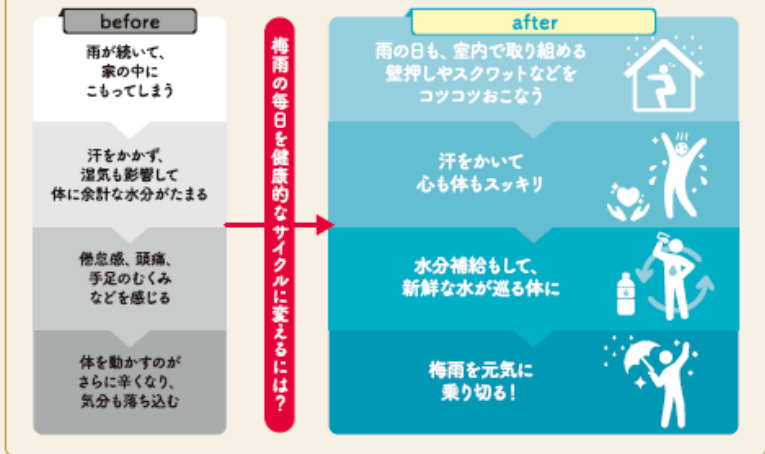 before
雨が続いて、
家の中に
こもってしまう
汗をかかず、
湿気も影響して
体に余計な水分がたまる
倦怠感、頭痛、
手足のむくみ
などを感じる
体を動かすのが
さらに辛くなり、
気分も落ち込む
梅雨の毎日を健康的なサイクルに変えるには?
after
雨の日も、室内で取り組める
壁押しやスクワットなどを
コツコツおこなう
汗をかいて
心も体もスッキリ
水分補給もして、
新鮮な水が巡る体に
梅雨を元気に
乗り切る!